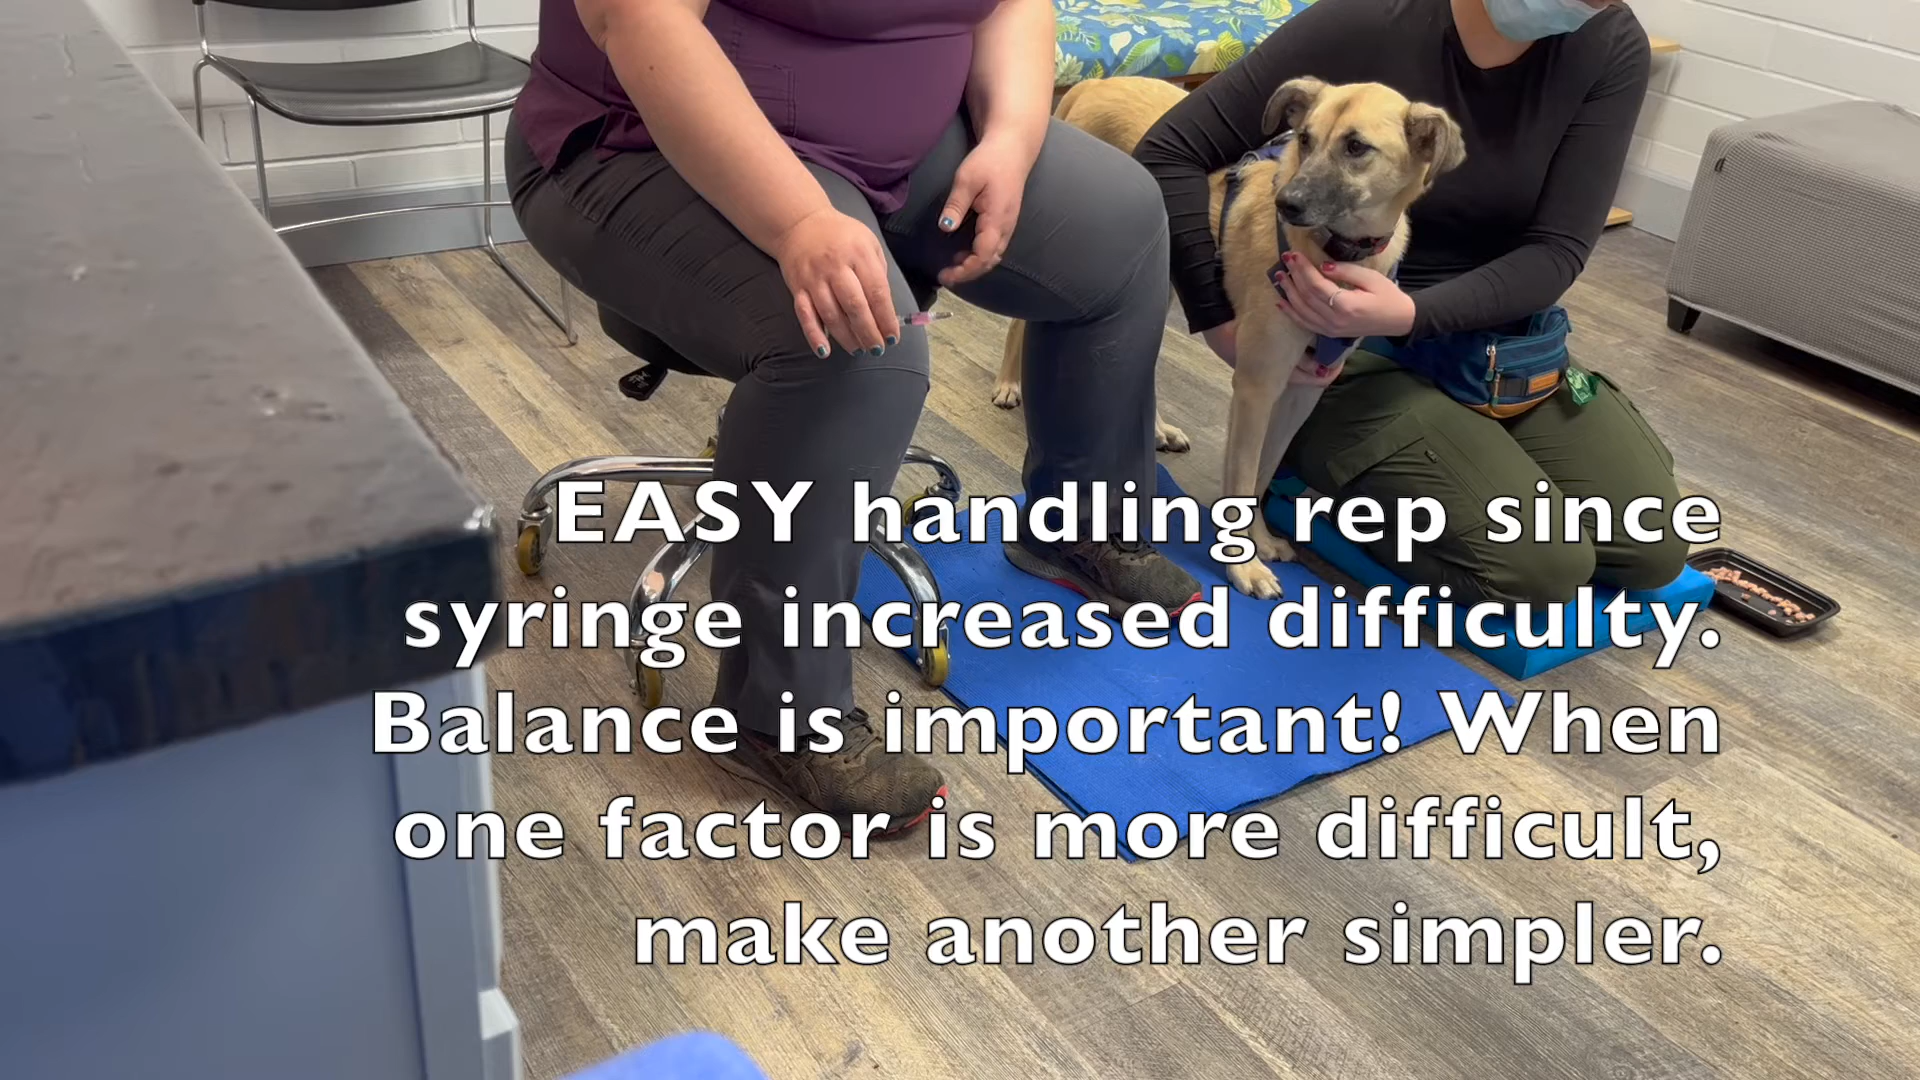 EASY handling rep since
syringe increased difficulty.
Balance is important! When
one factor is more difficult,
make another simpler.